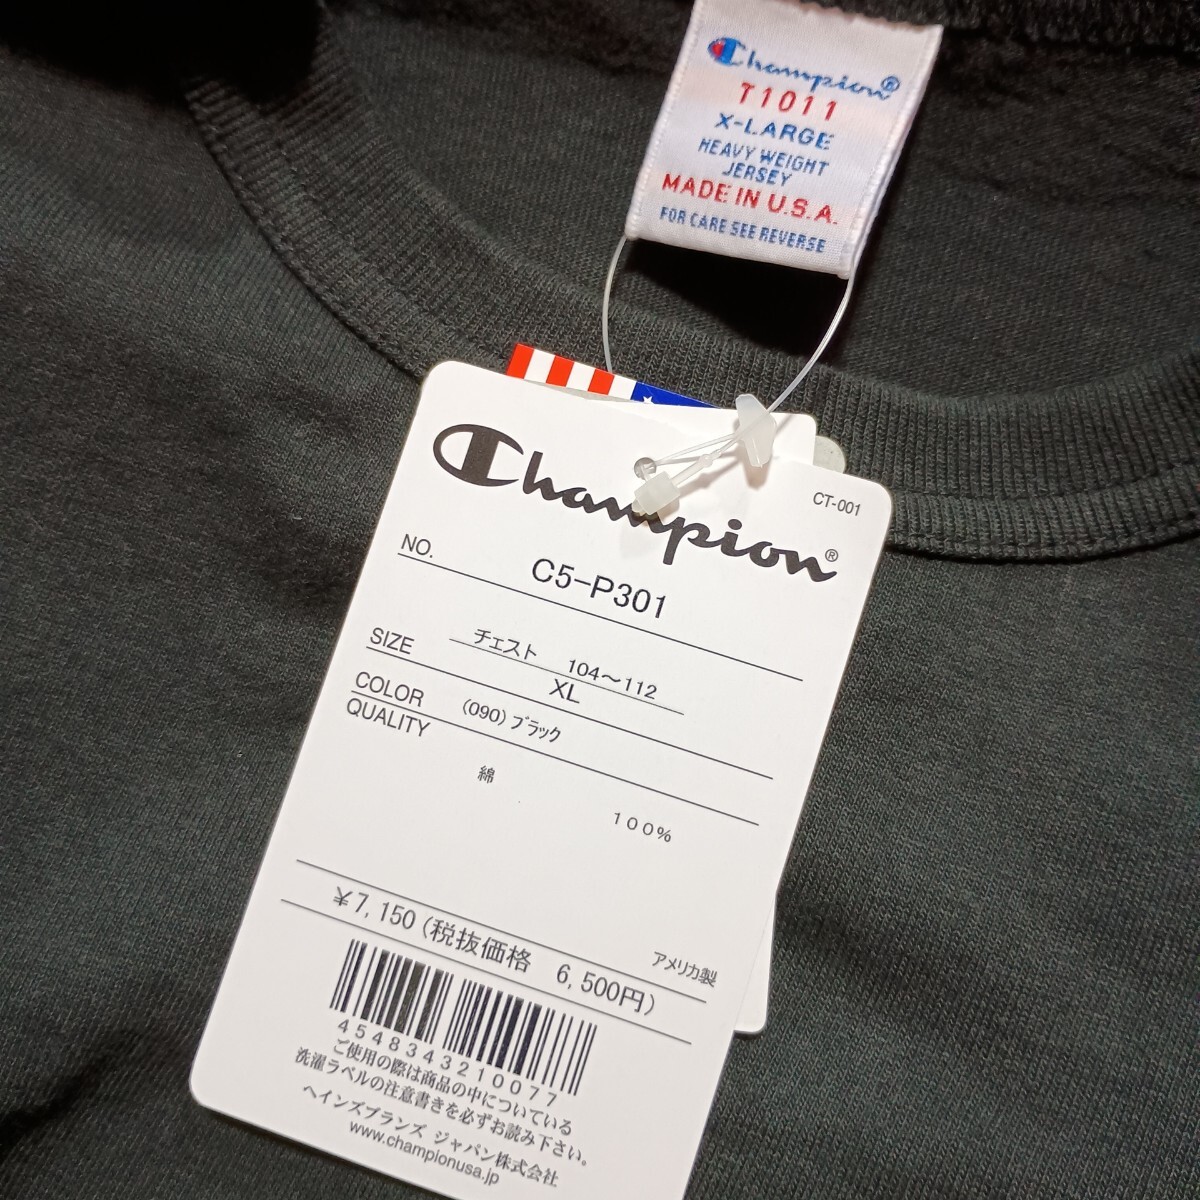 Champion®
T1011
X-LARGE
HEAVY WEIGHT
JERSEY
MADE IN U.S.A.
FOR CARE SEE REVERSE
CT-001
Champion®
NO. C5-P301
SIZE チェスト 104〜112
XL
COLOR (090) ブラック
QUALITY
綿 100%
アメリカ製
¥7,150 (税抜価格 6,500円)
4548343210077
ご使用の際は商品の中についている
洗濯ラベルの注意書きを必ずお読み下さい。
ヘインズブランズ ジャパン株式会社
www.championusa.jp